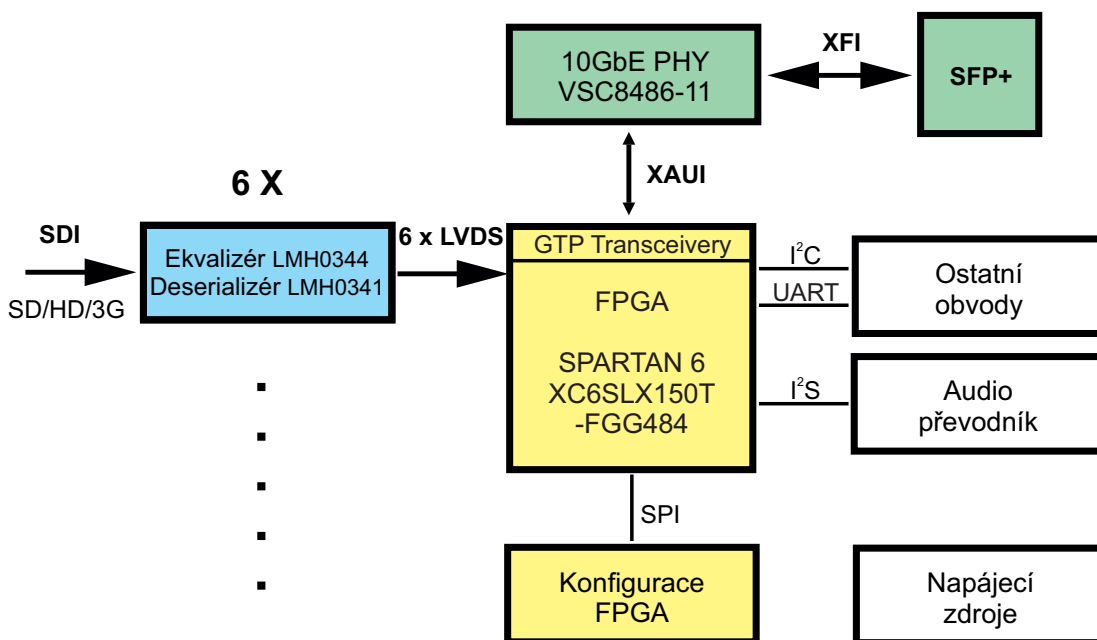 10GbE PHY
VSC8486-11
XFI
SFP+
XAUI
6 X
SDI
SD/HD/3G
Ekvalizér LMH0344
Deserializér LMH0341
6 x LVDS
GTP Transceivery
FPGA
SPARTAN 6
XC6SLX150T
-FGG484
I²C
UART
Ostatní
obvody
I²S
Audio
převodník
SPI
Konfigurace
FPGA
Napájecí
zdroje